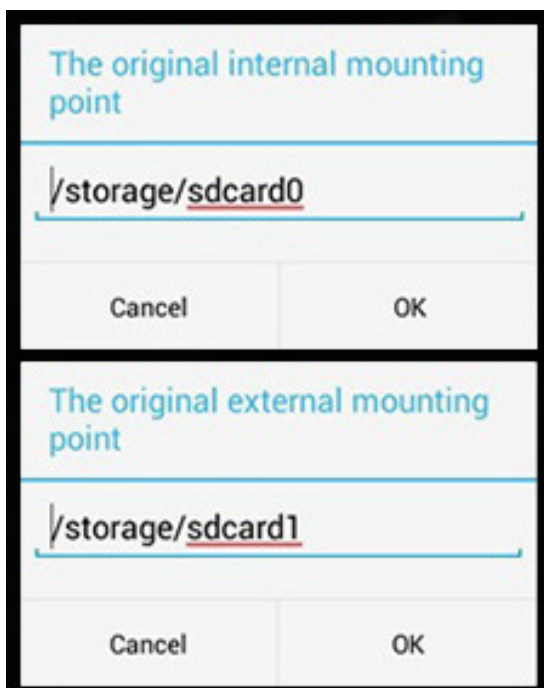 The original internal mounting
point
/storage/sdcard0
Cancel OK
The original external mounting
point
/storage/sdcard1
Cancel OK